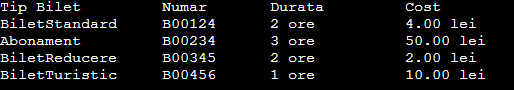 Tip Bilet Numar Durata Cost
BiletStandard B00124 2 ore 4.00 lei
Abonament B00234 3 ore 50.00 lei
BiletReducere B00345 2 ore 2.00 lei
BiletTuristic B00456 1 ore 10.00 lei